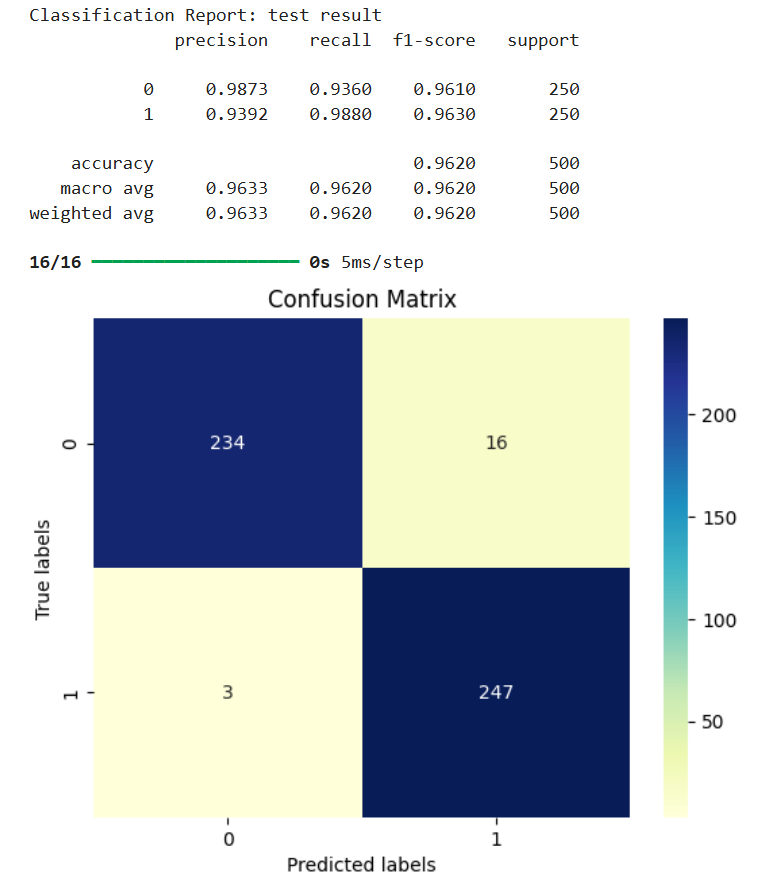 Classification Report: test result
precision recall f1-score support
0 0.9873 0.9360 0.9610 250
1 0.9392 0.9880 0.9630 250
accuracy 0.9620 500
macro avg 0.9633 0.9620 0.9620 500
weighted avg 0.9633 0.9620 0.9620 500
16/16 0s 5ms/step
Confusion Matrix
0
234
16
1
3
247
True labels
0
1
Predicted labels
200
150
100
50